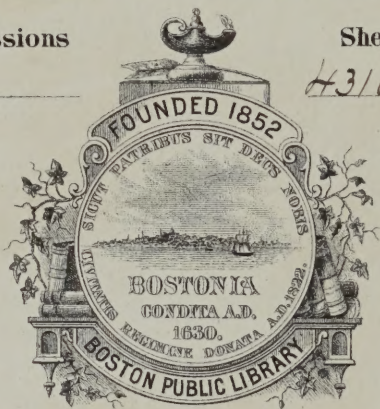 ssions
She
431
FOUNDED 1852
SICUT PATRIBUS SIT DEUS NOBIS
BOSTONIA
CONDITA A.D.
1630.
CIVITATIS REGIMINE DONATA A.D.1822.
BOSTON PUBLIC LIBRARY